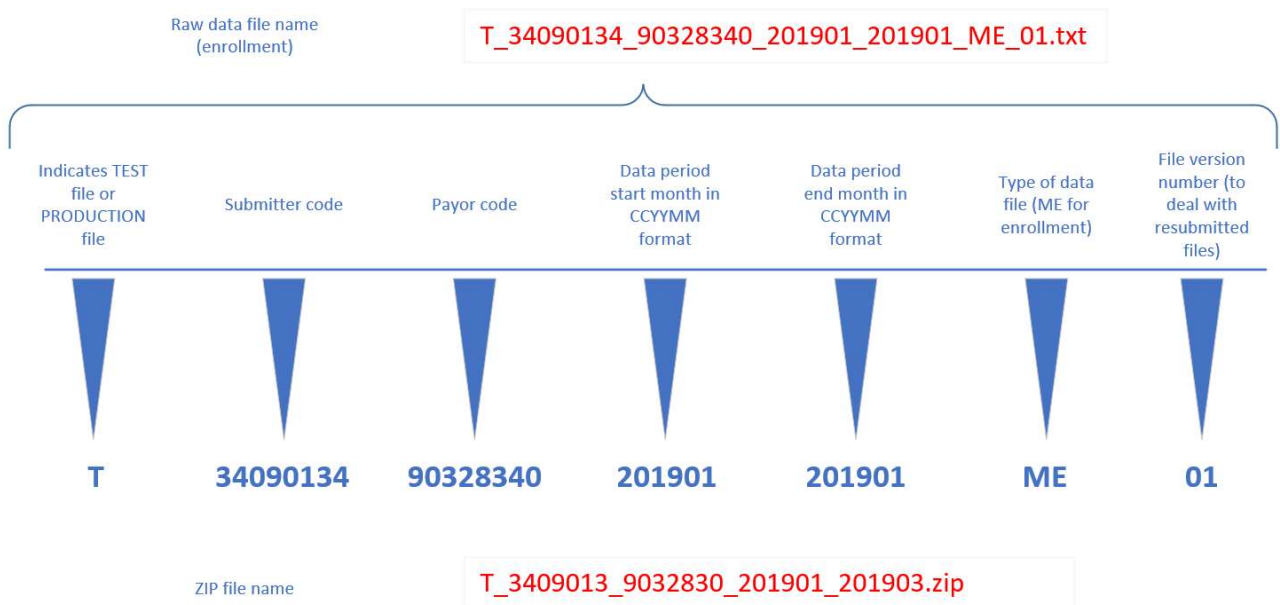 Raw data file name
(enrollment)
T_34090134_90328340_201901_201901_ME_01.txt
Indicates TEST
file or
PRODUCTION
file
Submitter code
Payor code
Data period
start month in
CCYYMM
format
Data period
end month in
CCYYMM
format
Type of data
file (ME for
enrollment)
File version
number (to
deal with
resubmitted
files)
T
34090134
90328340
201901
201901
ME
01
ZIP file name
T_3409013_9032830_201901_201903.zip